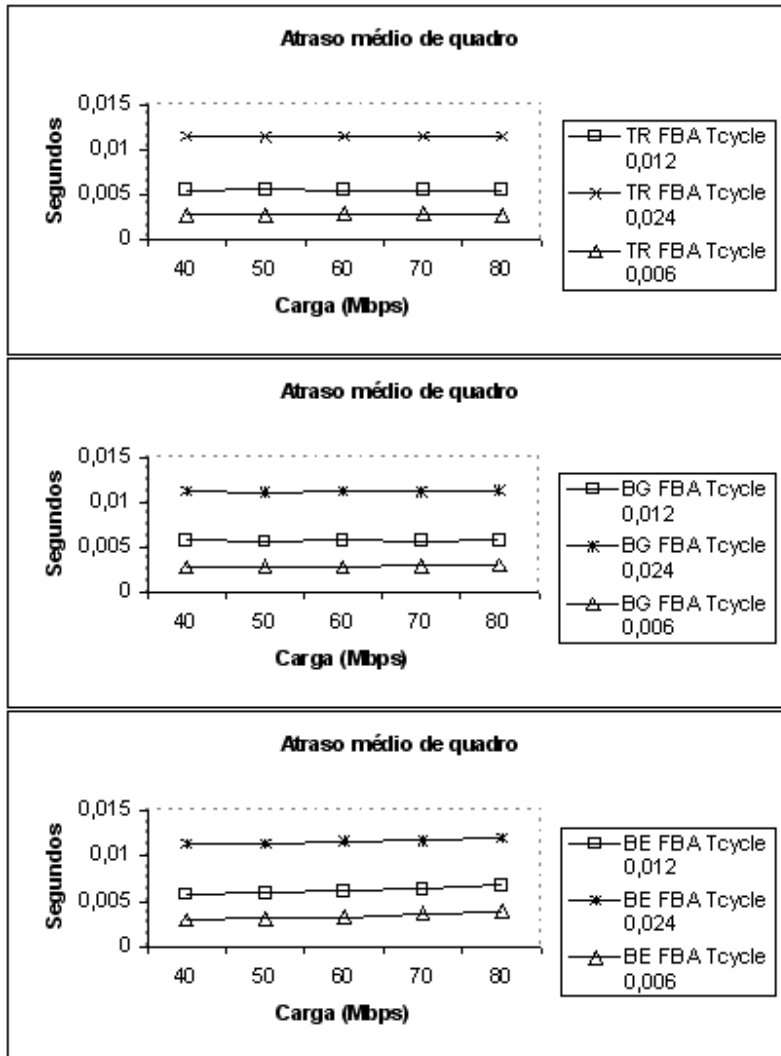 Atraso médio de quadro
Segundos
0,015
0,01
0,005
0
40 50 60 70 80
Carga (Mbps)
TR FBA Tcycle
0,012
TR FBA Tcycle
0,024
TR FBA Tcycle
0,006
Atraso médio de quadro
Segundos
0,015
0,01
0,005
0
40 50 60 70 80
Carga (Mbps)
BG FBA Tcycle
0,012
BG FBA Tcycle
0,024
BG FBA Tcycle
0,006
Atraso médio de quadro
Segundos
0,015
0,01
0,005
0
40 50 60 70 80
Carga (Mbps)
BE FBA Tcycle
0,012
BE FBA Tcycle
0,024
BE FBA Tcycle
0,006